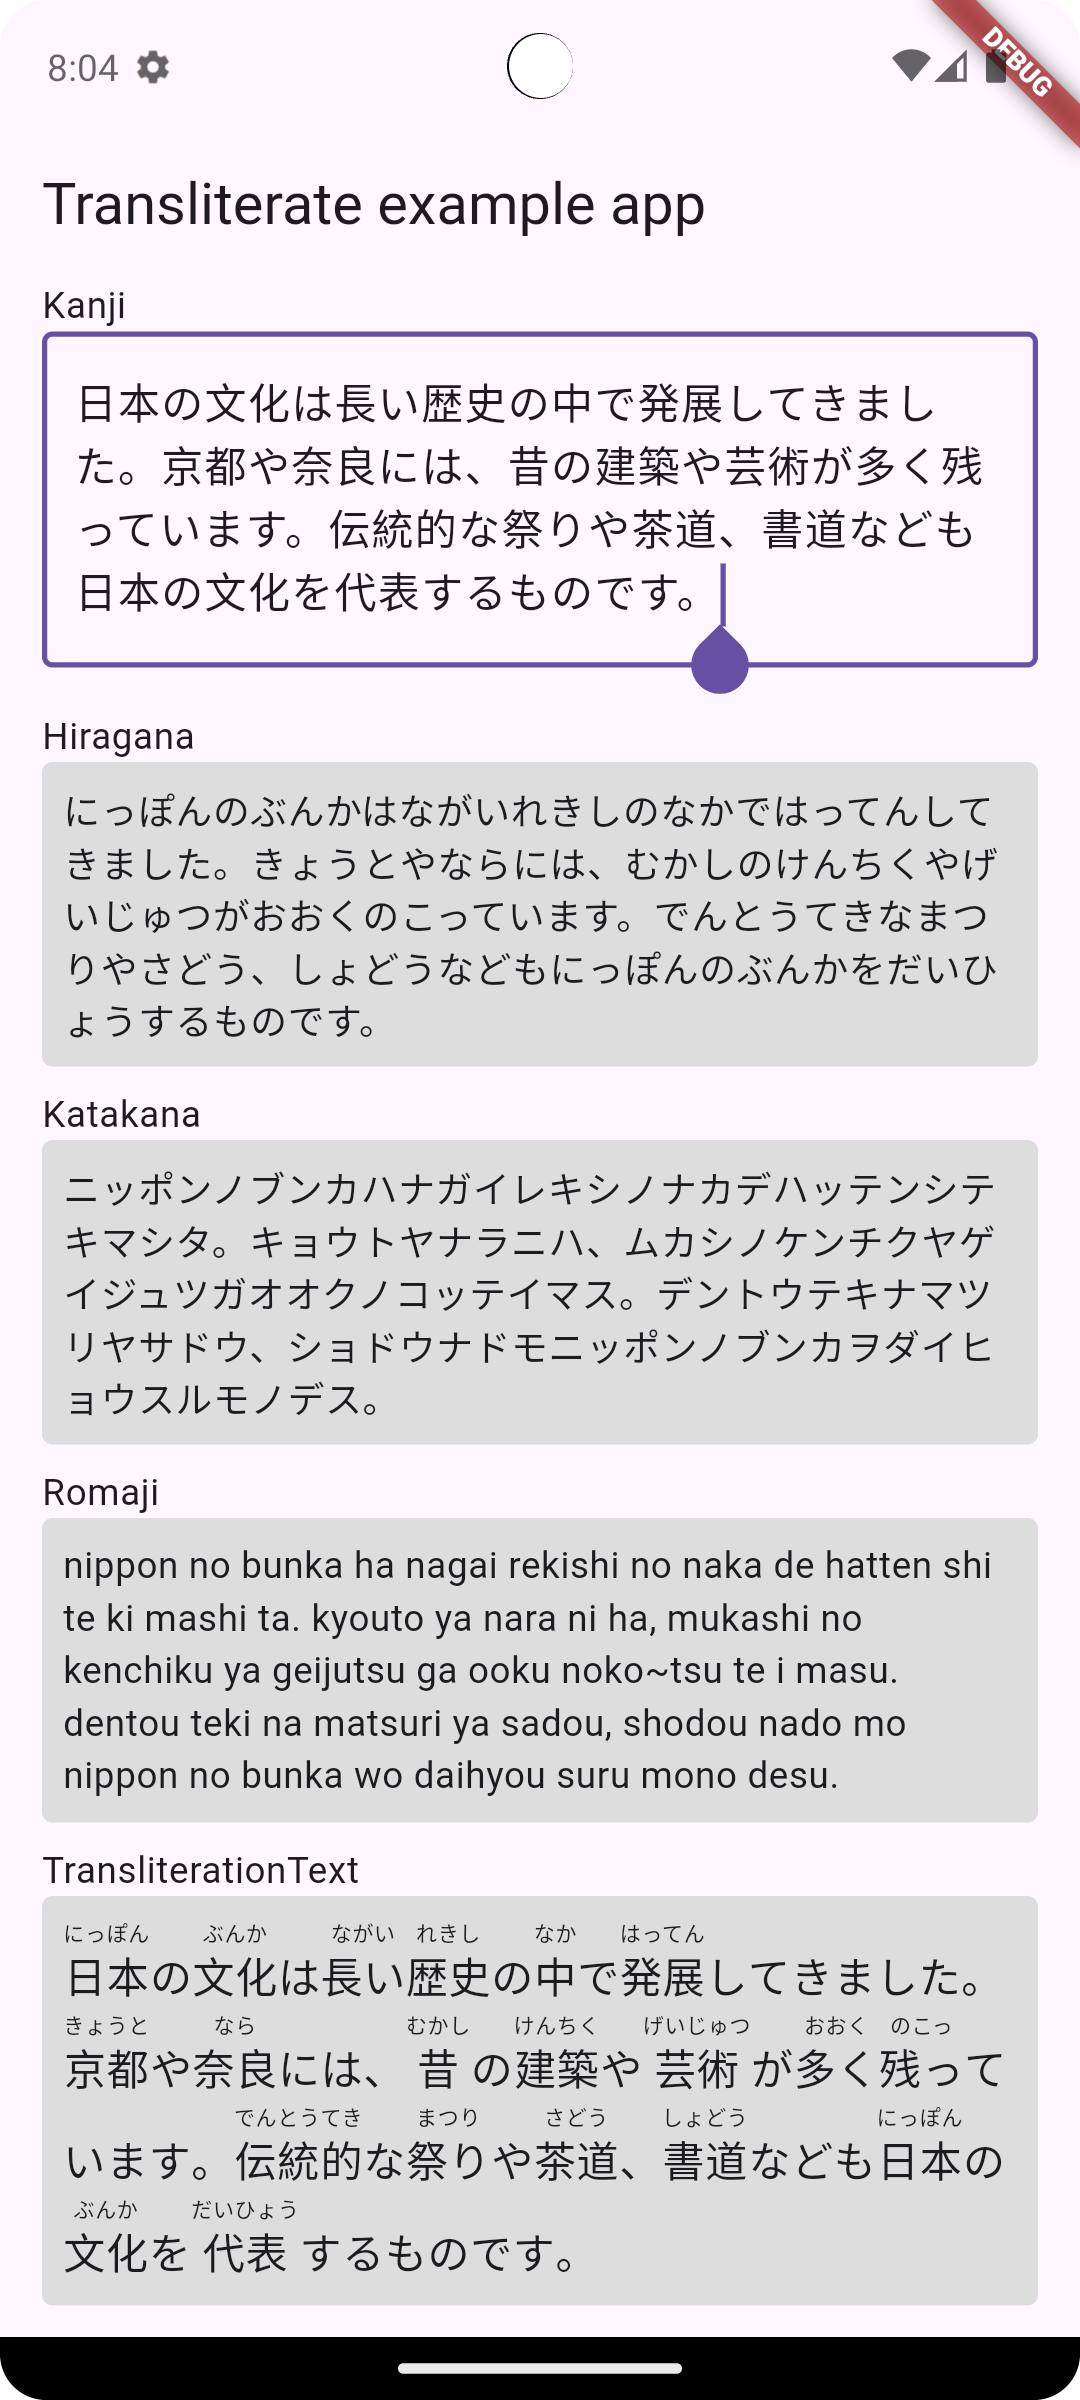 8:04
DEBUG
Transliterate example app
Kanji
日本の文化は長い歴史の中で発展してきまし
た。京都や奈良には、昔の建築や芸術が多く残
っています。伝統的な祭りや茶道、書道なども
日本の文化を代表するものです。
Hiragana
にっぽんのぶんかはながいれきしのなかではってんして
きました。きょうとやならには、むかしのけんちくやげ
いじゅつがおおくのこっています。でんとうてきなまつ
りやさどう、しょどうなどもにっぽんのぶんかをだいひ
ょうするものです。
Katakana
ニッポンノブンカハナガイレキシノナカデハッテンシテ
キマシタ。キョウトヤナラニハ、ムカシノケンチクヤゲ
イジュツガオオクノコッテイマス。デントウテキナマツ
リヤサドウ、ショドウナドモニッポンノブンカヲダイヒ
ョウスルモノデス。
Romaji
nippon no bunka ha nagai rekishi no naka de hatten shi
te ki mashi ta. kyouto ya nara ni ha, mukashi no
kenchiku ya geijutsu ga ooku noko~tsu te i masu.
dentou teki na matsuri ya sadou, shodou nado mo
nippon no bunka wo daihyou suru mono desu.
TransliterationText
にっぽん ぶんか ながい れきし なか はってん
日本の文化は長い歴史の中で発展してきました。
きょうと なら むかし けんちく げいじゅつ おおく のこっ
京都や奈良には、昔の建築や芸術が多く残って
でんとうてき まつり さどう しょどう にっぽん
います。伝統的な祭りや茶道、書道なども日本の
ぶんか だいひょう
文化を代表するものです。